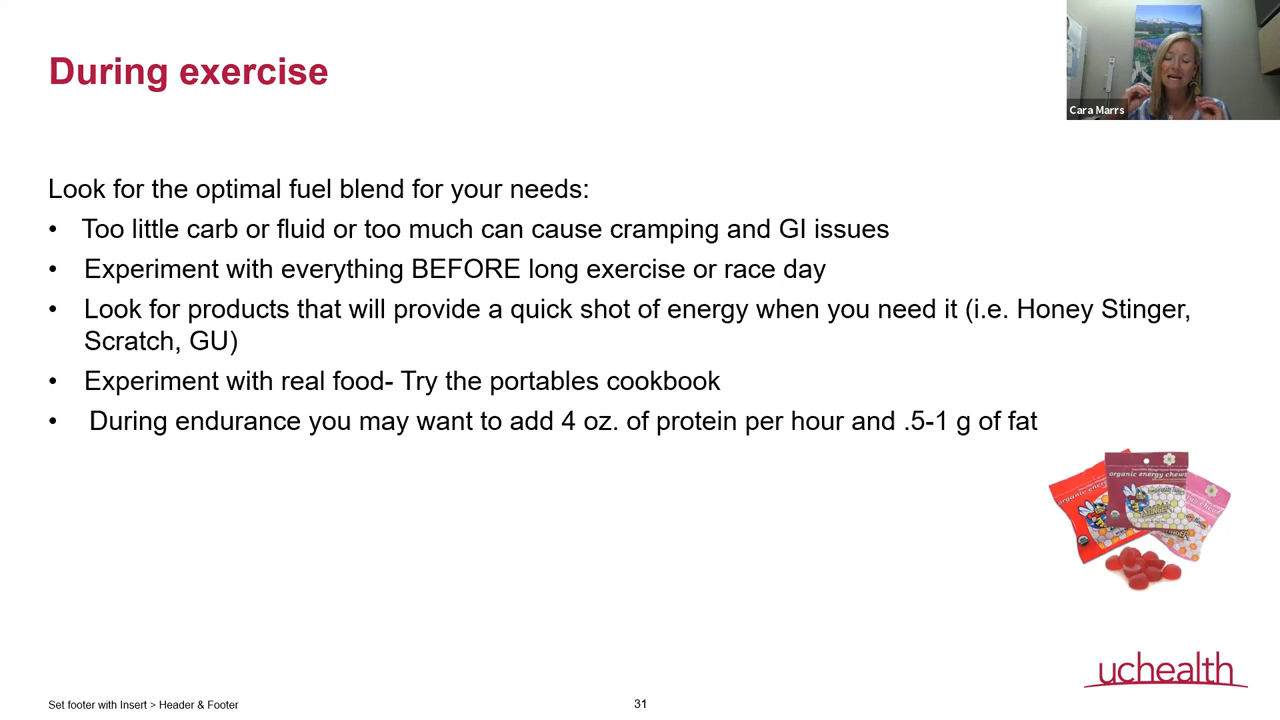 During exercise
Cara Marrs
Look for the optimal fuel blend for your needs:
• Too little carb or fluid or too much can cause cramping and GI issues
• Experiment with everything BEFORE long exercise or race day
• Look for products that will provide a quick shot of energy when you need it (i.e. Honey Stinger,
Scratch, GU)
• Experiment with real food- Try the portables cookbook
• During endurance you may want to add 4 oz. of protein per hour and .5-1 g of fat
organic energy chews
STINGER
uchealth
Set footer with Insert > Header & Footer
31